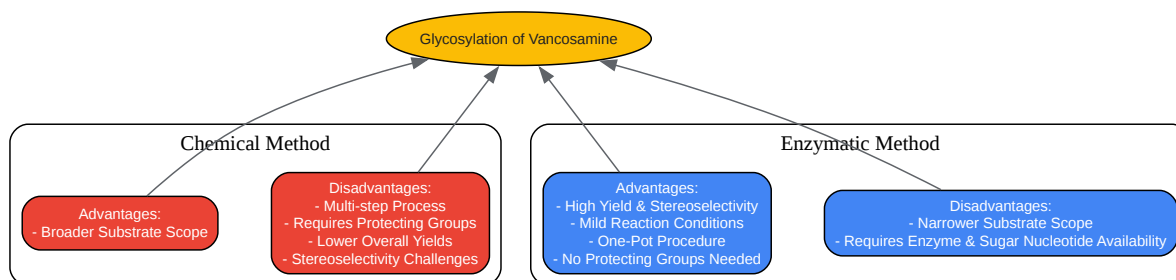 Glycosylation of Vancosamine
Chemical Method
Advantages:
- Broader Substrate Scope
Disadvantages:
- Multi-step Process
- Requires Protecting Groups
- Lower Overall Yields
- Stereoselectivity Challenges
Enzymatic Method
Advantages:
- High Yield & Stereoselectivity
- Mild Reaction Conditions
- One-Pot Procedure
- No Protecting Groups Needed
Disadvantages:
- Narrower Substrate Scope
- Requires Enzyme & Sugar Nucleotide Availability